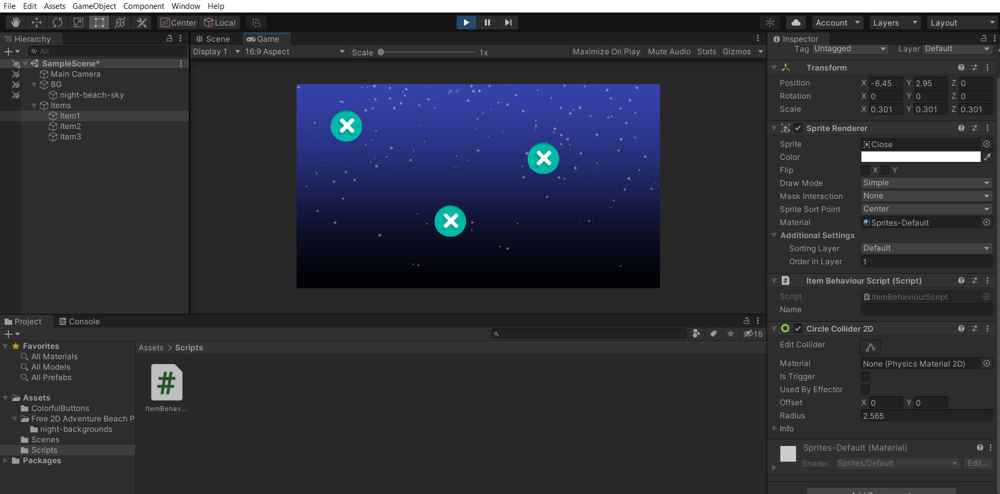 File Edit Assets GameObject Component Window Help
Center Local Account Layers Layout
Hierarchy
All
SampleScene*
Main Camera
BG
night-beach-sky
Items
Item1
Item2
Item3
Scene Game
Display 1 16:9 Aspect Scale 1x Maximize On Play Mute Audio Stats Gizmos
Inspector
Tag Untagged Layer Default
Transform
Position X -6.45 Y 2.95 Z 0
Rotation X 0 Y 0 Z 0
Scale X 0.301 Y 0.301 Z 0.301
Sprite Renderer
Sprite Close
Color
Flip X Y
Draw Mode Simple
Mask Interaction None
Sprite Sort Point Center
Material Sprites-Default
Additional Settings
Sorting Layer Default
Order in Layer 1
# Item Behaviour Script (Script)
Script # ItemBehaviourScript
Name
Circle Collider 2D
Edit Collider
Material None (Physics Material 2D)
Is Trigger
Used By Effector
Offset X 0 Y 0
Radius 2.565
Info
Sprites-Default (Material)
Shader Sprites/Default Edit...
Project Console
18
Favorites
All Materials
All Models
All Prefabs
Assets
ColorfulButtons
Free 2D Adventure Beach P
night-backgrounds
Scenes
Scripts
Packages
Assets > Scripts
#
ItemBehav...